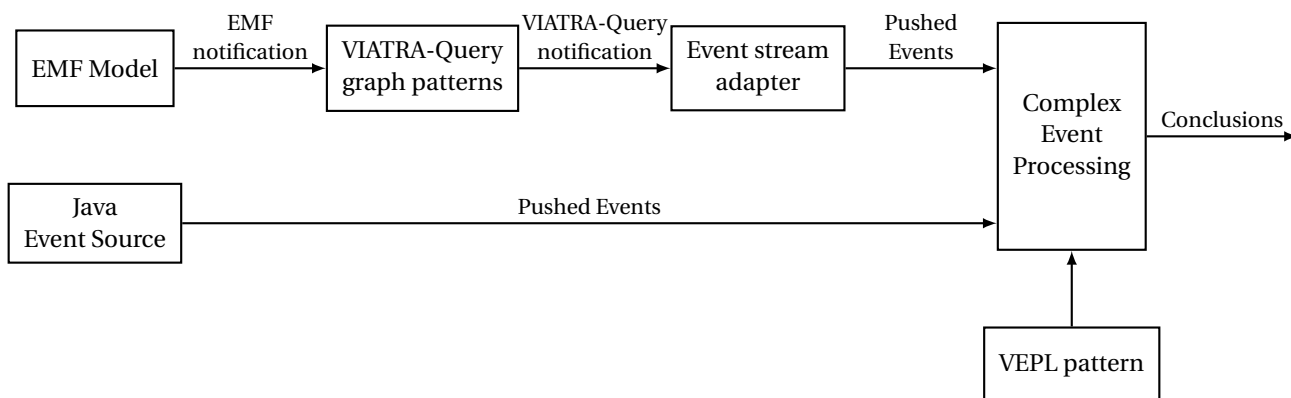 EMF Model
EMF
notification
VIATRA-Query
graph patterns
VIATRA-Query
notification
Event stream
adapter
Pushed
Events
Complex
Event
Processing
Conclusions
Java
Event Source
Pushed Events
VEPL pattern